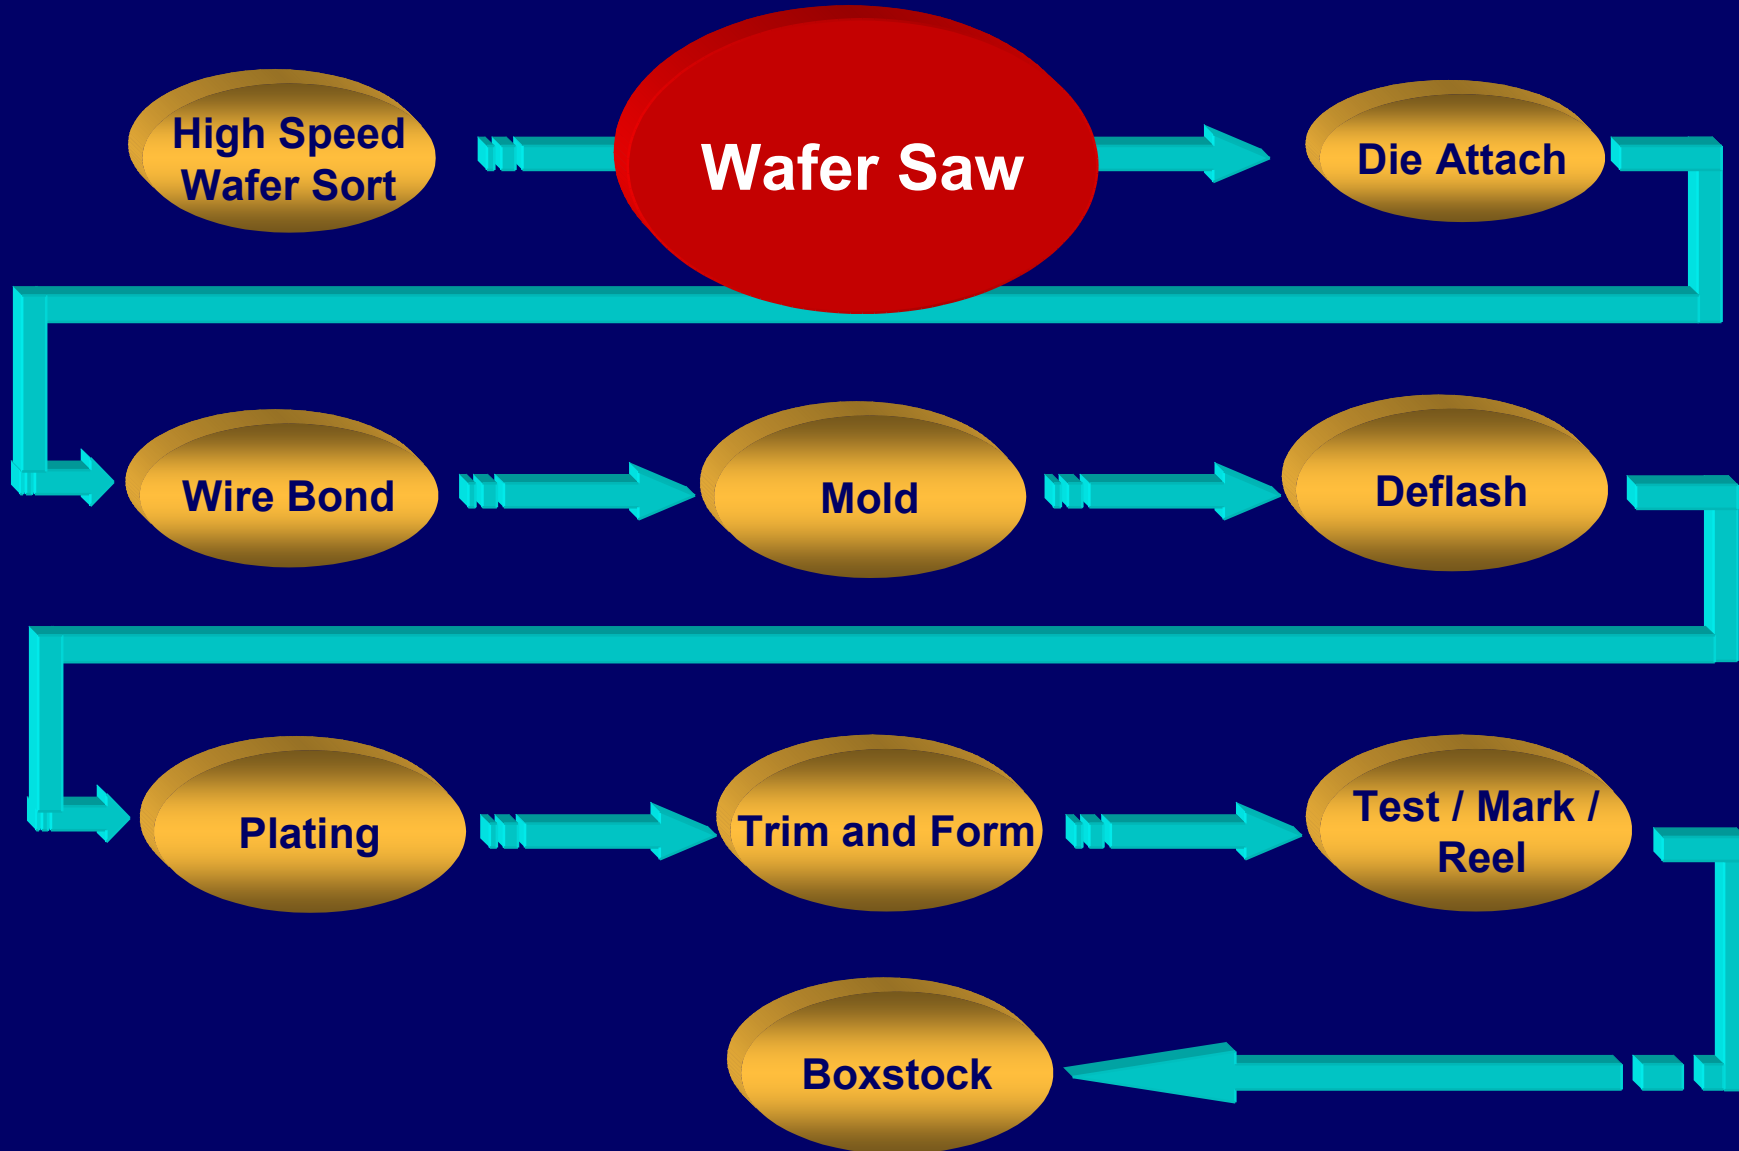 High Speed
Wafer Sort
Wafer Saw
Die Attach
Wire Bond
Mold
Deflash
Plating
Trim and Form
Test / Mark /
Reel
Boxstock